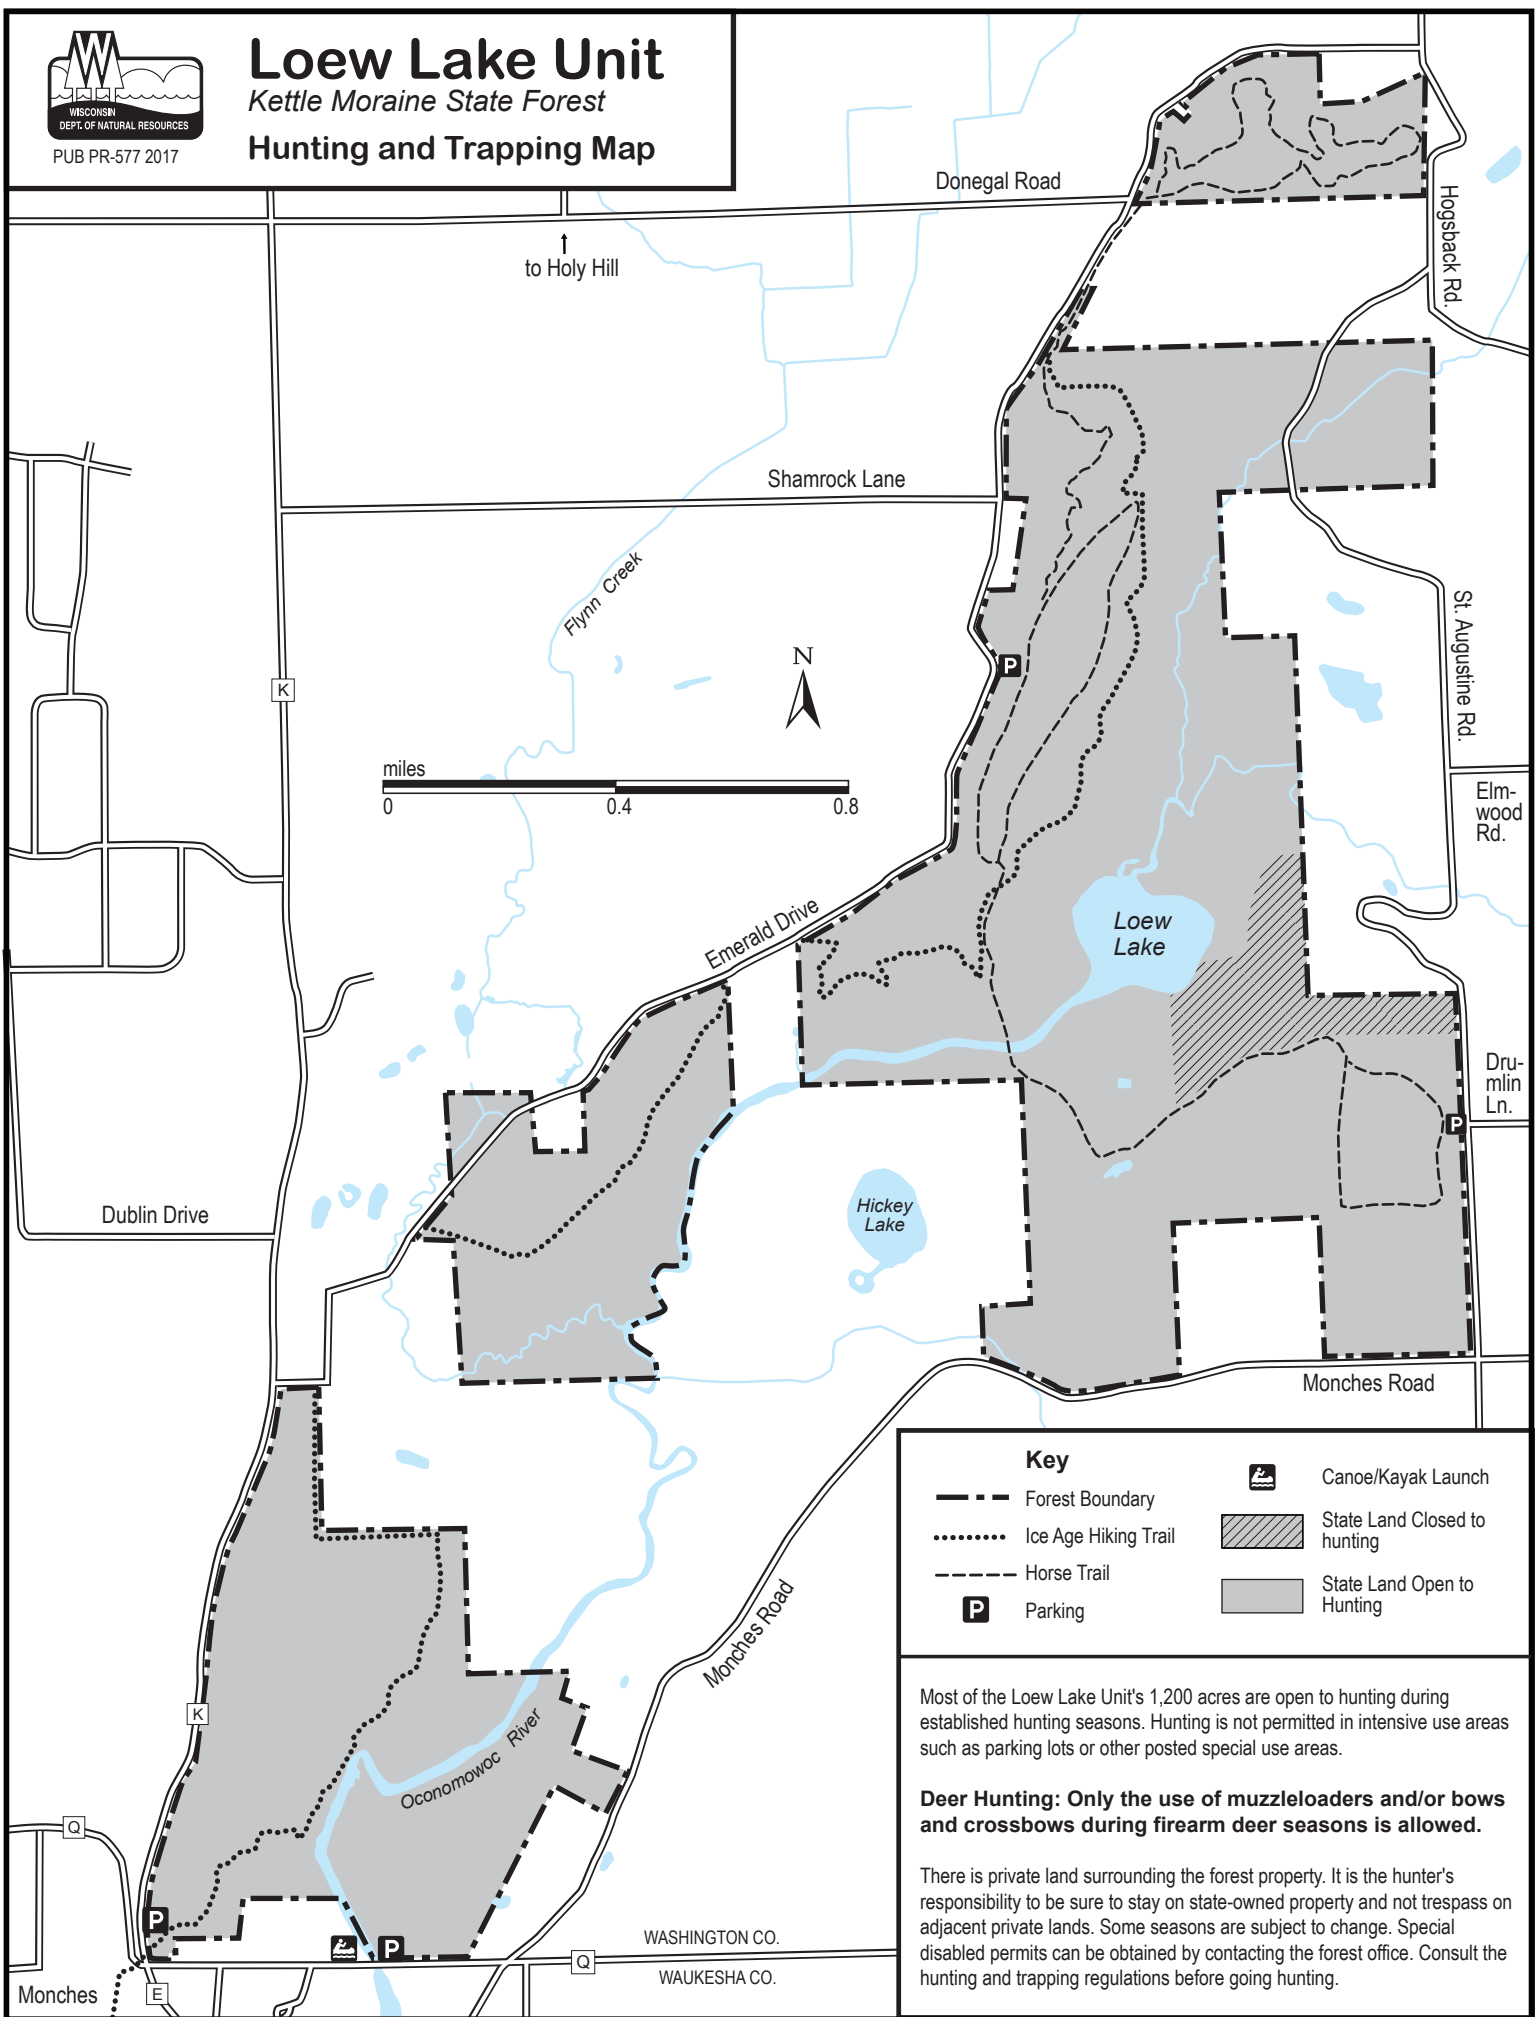 WISCONSIN
DEPT. OF NATURAL RESOURCES
PUB PR-577 2017
Loew Lake Unit
Kettle Moraine State Forest
Hunting and Trapping Map
Donegal Road
to Holy Hill
Hogsback Rd.
Shamrock Lane
Flynn Creek
St. Augustine Rd.
N
K
P
miles
0 0.4 0.8
Elm-
wood
Rd.
Emerald Drive
Loew
Lake
Dru-
mlin
Ln.
P
Dublin Drive
Hickey
Lake
Monches Road
Key
Forest Boundary
Ice Age Hiking Trail
Horse Trail
P Parking
Canoe/Kayak Launch
State Land Closed to
hunting
State Land Open to
Hunting
Monches Road
K
Oconomowoc River
Q
P
P
WASHINGTON CO.
Q
WAUKESHA CO.
Monches
E
Most of the Loew Lake Unit's 1,200 acres are open to hunting during
established hunting seasons. Hunting is not permitted in intensive use areas
such as parking lots or other posted special use areas.
Deer Hunting: Only the use of muzzleloaders and/or bows
and crossbows during firearm deer seasons is allowed.
There is private land surrounding the forest property. It is the hunter's
responsibility to be sure to stay on state-owned property and not trespass on
adjacent private lands. Some seasons are subject to change. Special
disabled permits can be obtained by contacting the forest office. Consult the
hunting and trapping regulations before going hunting.